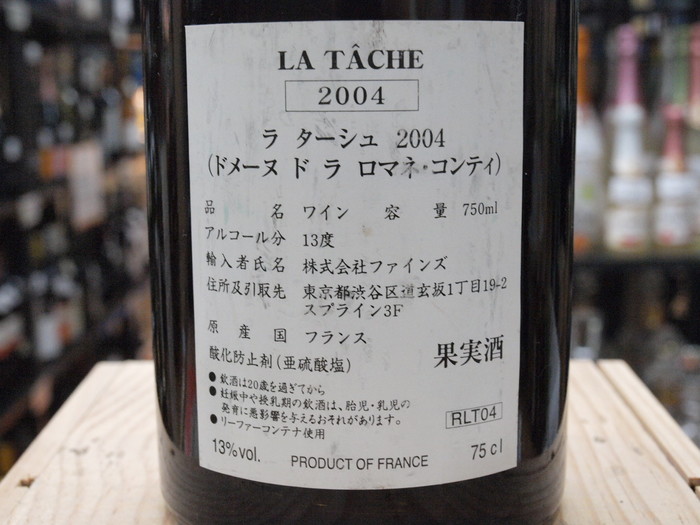 LA TÂCHE
2004
ラ ターシュ 2004
(ドメーヌ ド ラ ロマネ・コンティ)
品名 ワイン 容量 750ml
アルコール分 13度
輸入者氏名 株式会社ファインズ
住所及引取先 東京都渋谷区道玄坂1丁目19-2
スプライン3F
原産国 フランス
酸化防止剤(亜硫酸塩)
果実酒
●飲酒は20歳を過ぎてから
●妊娠中や授乳期の飲酒は、胎児・乳児の
発育に悪影響を与えるおそれがあります。
●リーファーコンテナ使用
RLT04
13%vol. PRODUCT OF FRANCE 75 cl